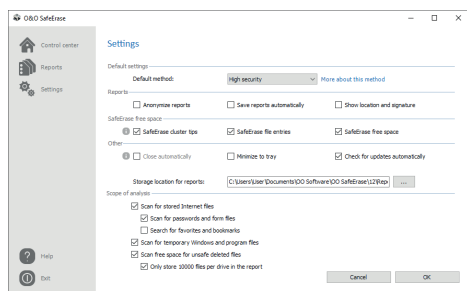 O&O SafeErase
Control center
Reports
Settings
Help
Exit
Settings
Default settings
Default method: High security More about this method
Reports
Anonymize reports Save reports automatically Show location and signature
SafeErase free space
SafeErase cluster tips SafeErase file entries SafeErase free space
Other
Close automatically Minimize to tray Check for updates automatically
Storage location for reports: C:\Users\User\Documents\OO Software\OO SafeErase\12\Repo ...
Scope of analysis
Scan for stored Internet files
Scan for passwords and form files
Search for favorites and bookmarks
Scan for temporary Windows and program files
Scan free space for unsafe deleted files
Only store 10000 files per drive in the report
Cancel OK